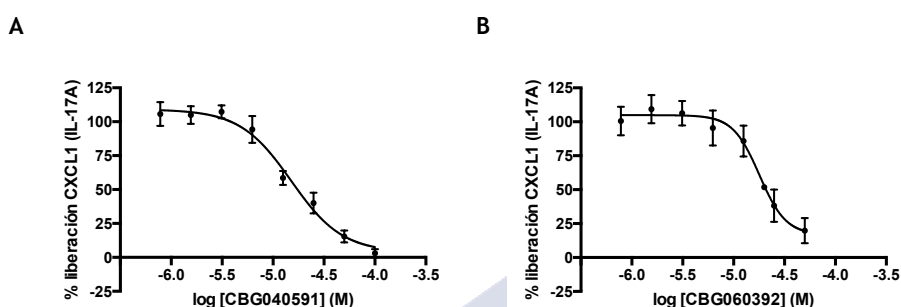 A
B
% liberación CXCL1 (IL-17A)
125
100
75
50
25
0
-25
-6.0 -5.5 -5.0 -4.5 -4.0 -3.5
log [CBG040591] (M)
% liberación CXCL1 (IL-17A)
125
100
75
50
25
0
-25
-6.0 -5.5 -5.0 -4.5 -4.0 -3.5
log [CBG060392] (M)